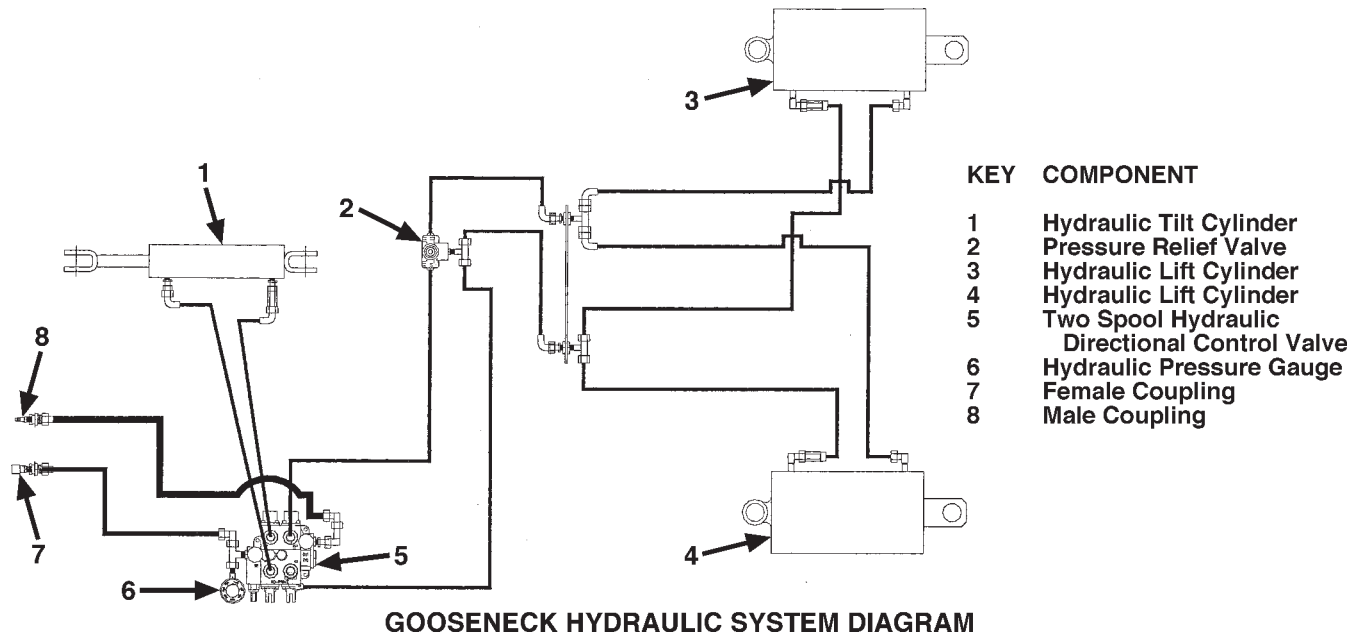 3
1
KEY COMPONENT
2
1 Hydraulic Tilt Cylinder
2 Pressure Relief Valve
3 Hydraulic Lift Cylinder
4 Hydraulic Lift Cylinder
5 Two Spool Hydraulic
Directional Control Valve
6 Hydraulic Pressure Gauge
7 Female Coupling
8 Male Coupling
8
7
5
4
6
GOOSENECK HYDRAULIC SYSTEM DIAGRAM